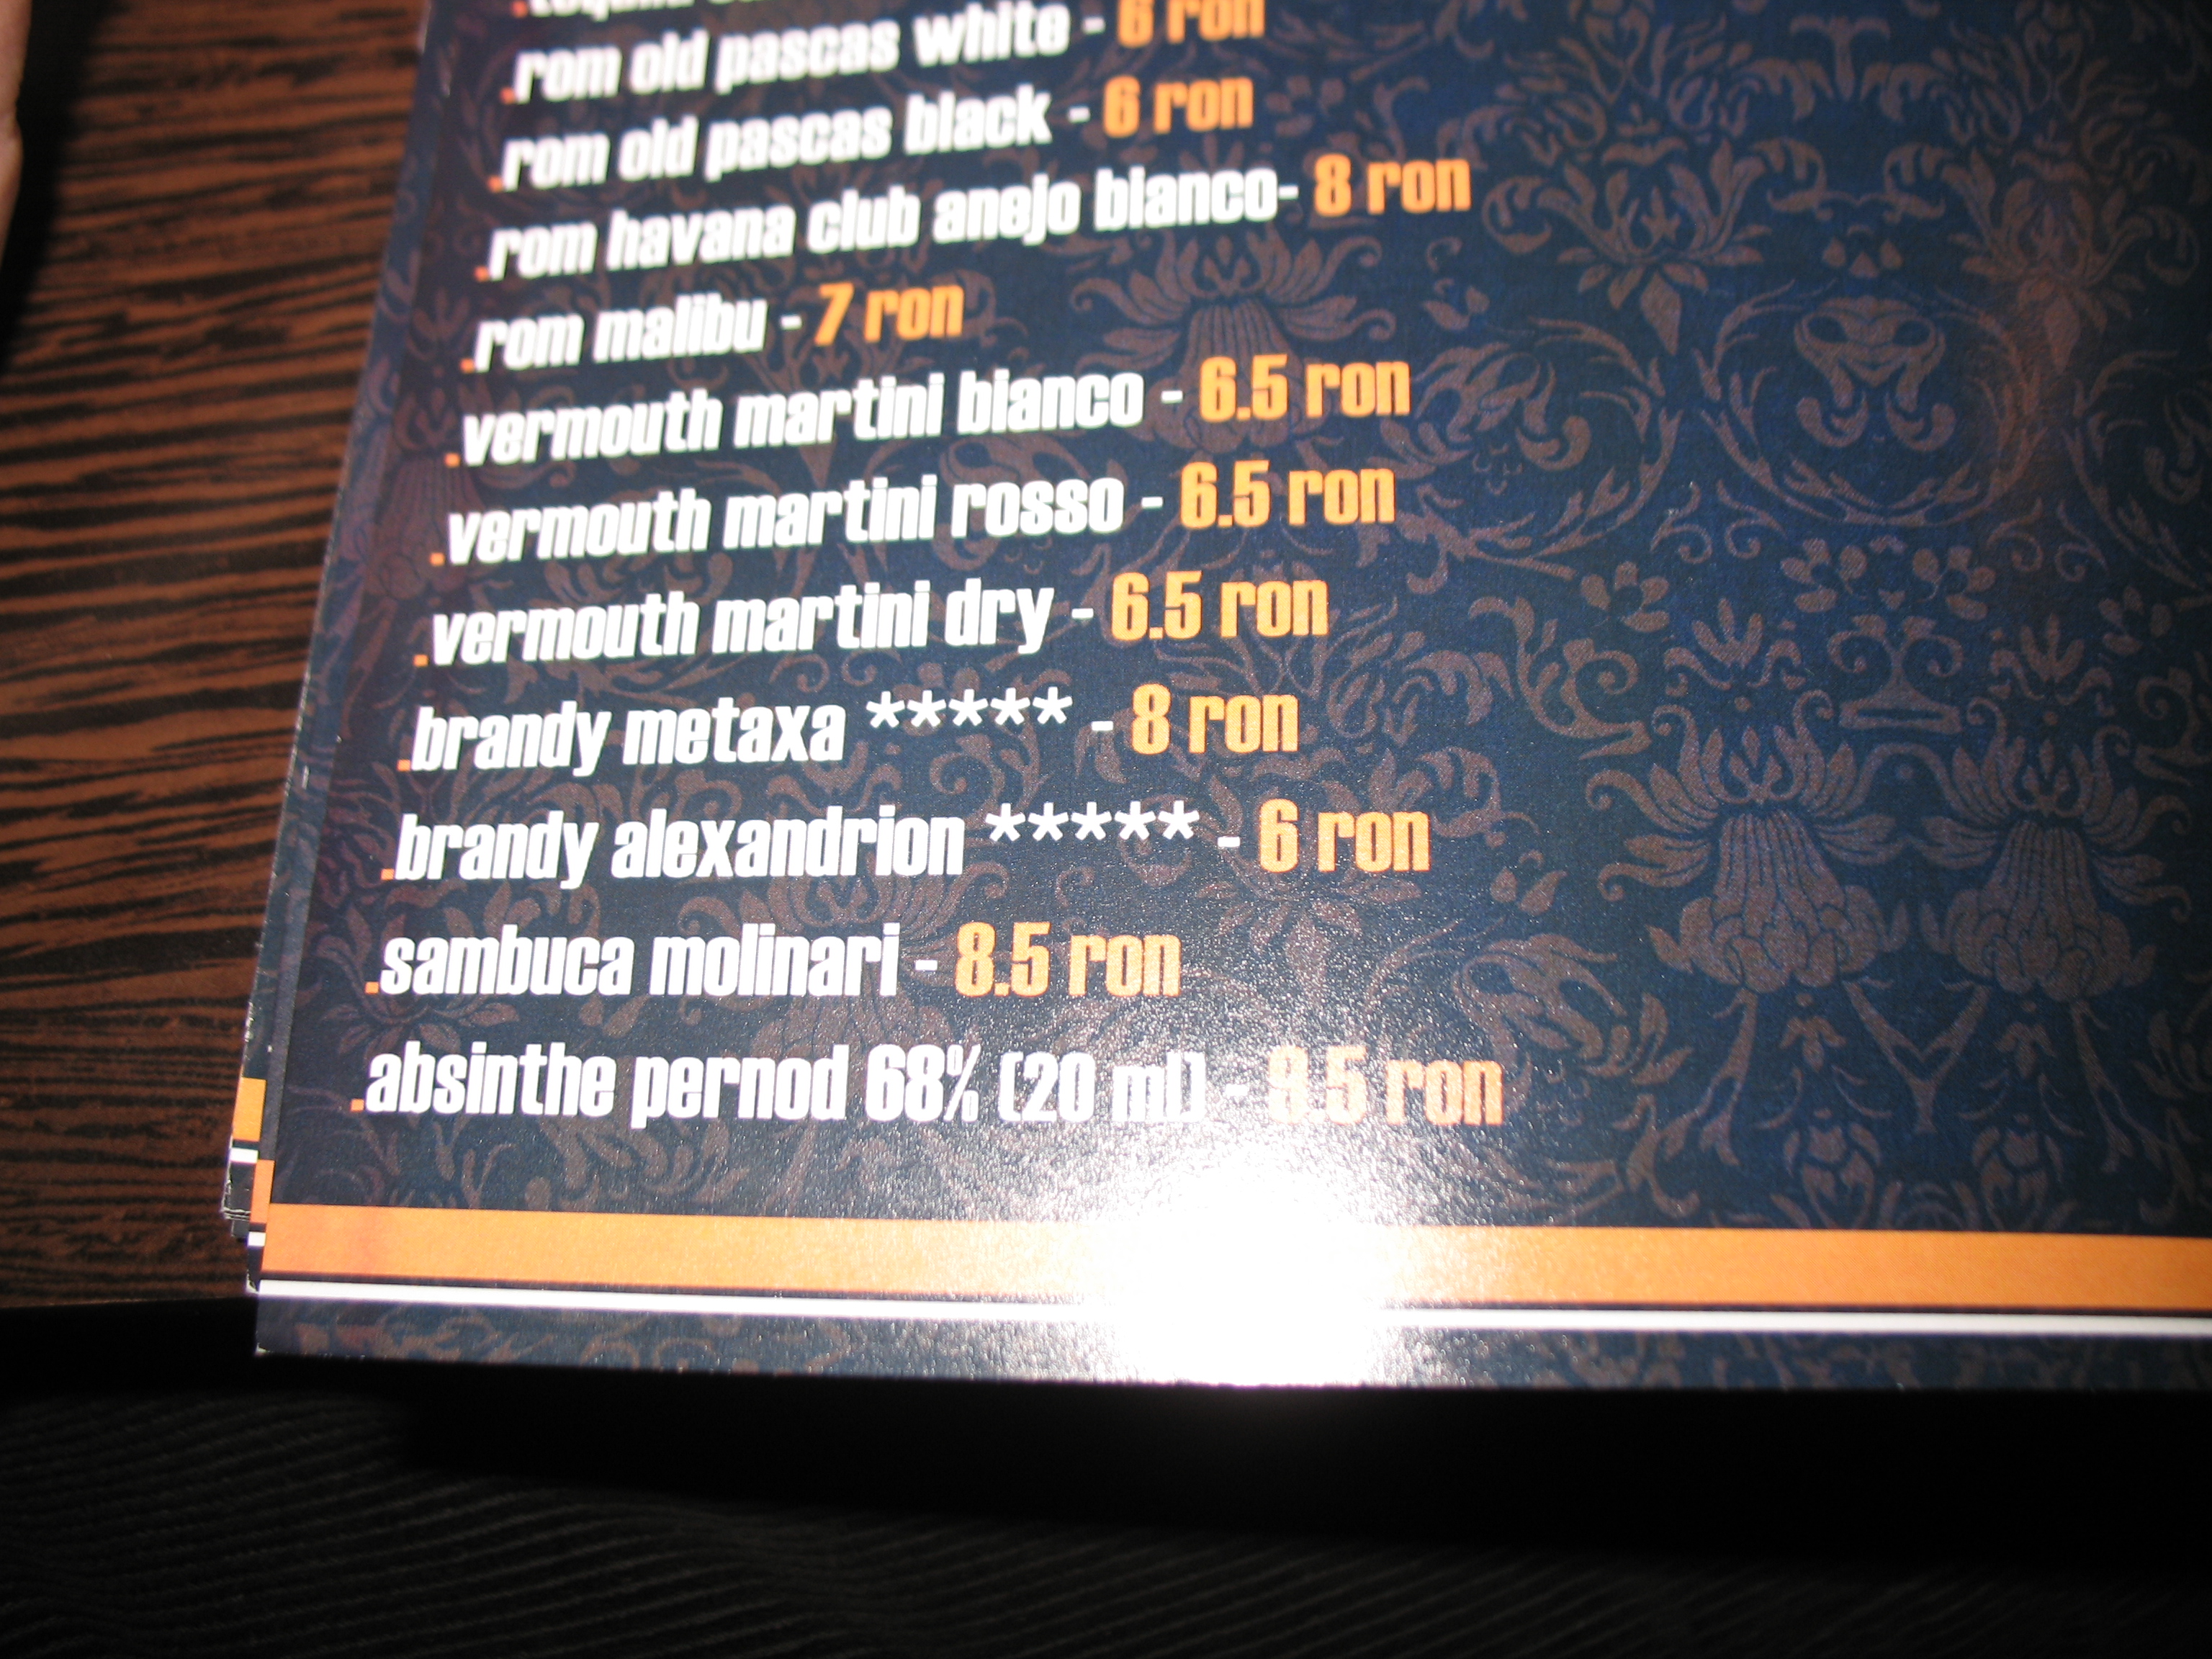 .rom old pascas white - 6 ron
.rom old pascas black - 6 ron
.rom havana club anejo bianco- 8 ron
.rom malibu - 7 ron
.vermouth martini bianco - 6.5 ron
.vermouth martini rosso - 6.5 ron
.vermouth martini dry - 6.5 ron
.brandy metaxa ***** - 8 ron
.brandy alexandrion ***** - 6 ron
.sambuca molinari - 8.5 ron
.absinthe pernod 68% (20 ml) - 9.5 ron